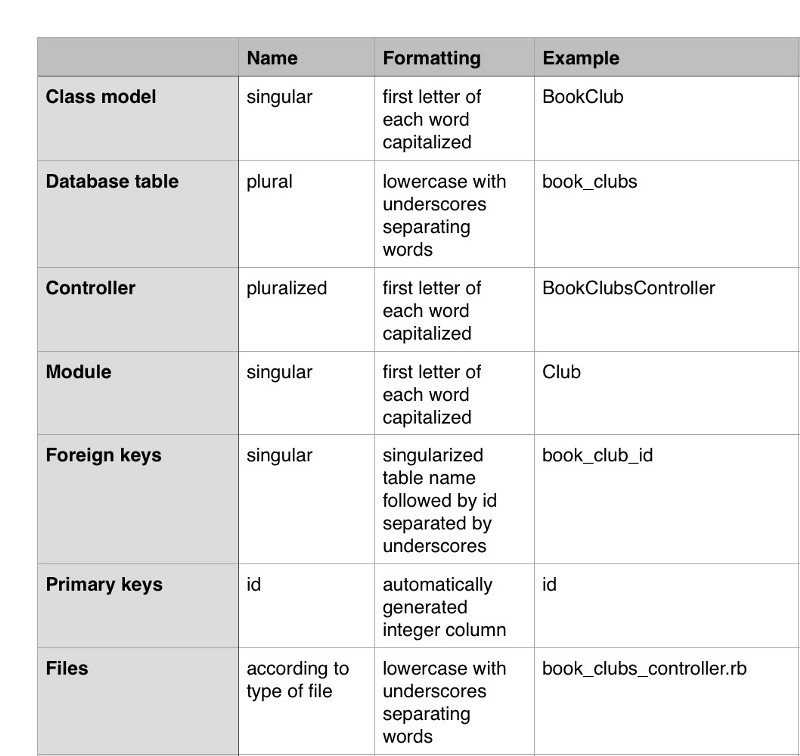 Name Formatting Example
Class model singular first letter of BookClub
each word
capitalized
Database table plural lowercase with book_clubs
underscores
separating
words
Controller pluralized first letter of BookClubsController
each word
capitalized
Module singular first letter of Club
each word
capitalized
Foreign keys singular singularized book_club_id
table name
followed by id
separated by
underscores
Primary keys id automatically id
generated
integer column
Files according to lowercase with book_clubs_controller.rb
type of file underscores
separating
words